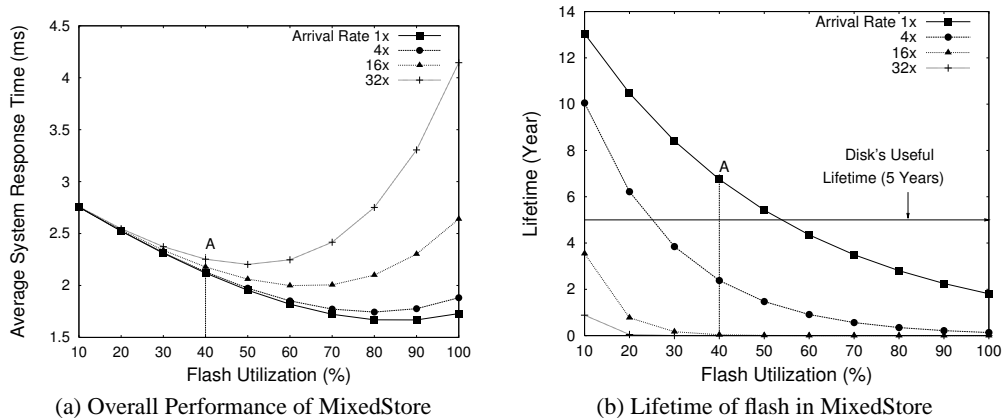 Average System Response Time (ms)
4.5
4
3.5
3
2.5
2
1.5
Arrival Rate 1x
4x
16x
32x
A
10 20 30 40 50 60 70 80 90 100
Flash Utilization (%)
(a) Overall Performance of MixedStore
Lifetime (Year)
14
12
10
8
6
4
2
0
Arrival Rate 1x
4x
16x
32x
A
Disk's Useful
Lifetime (5 Years)
10 20 30 40 50 60 70 80 90 100
Flash Utilization (%)
(b) Lifetime of flash in MixedStore